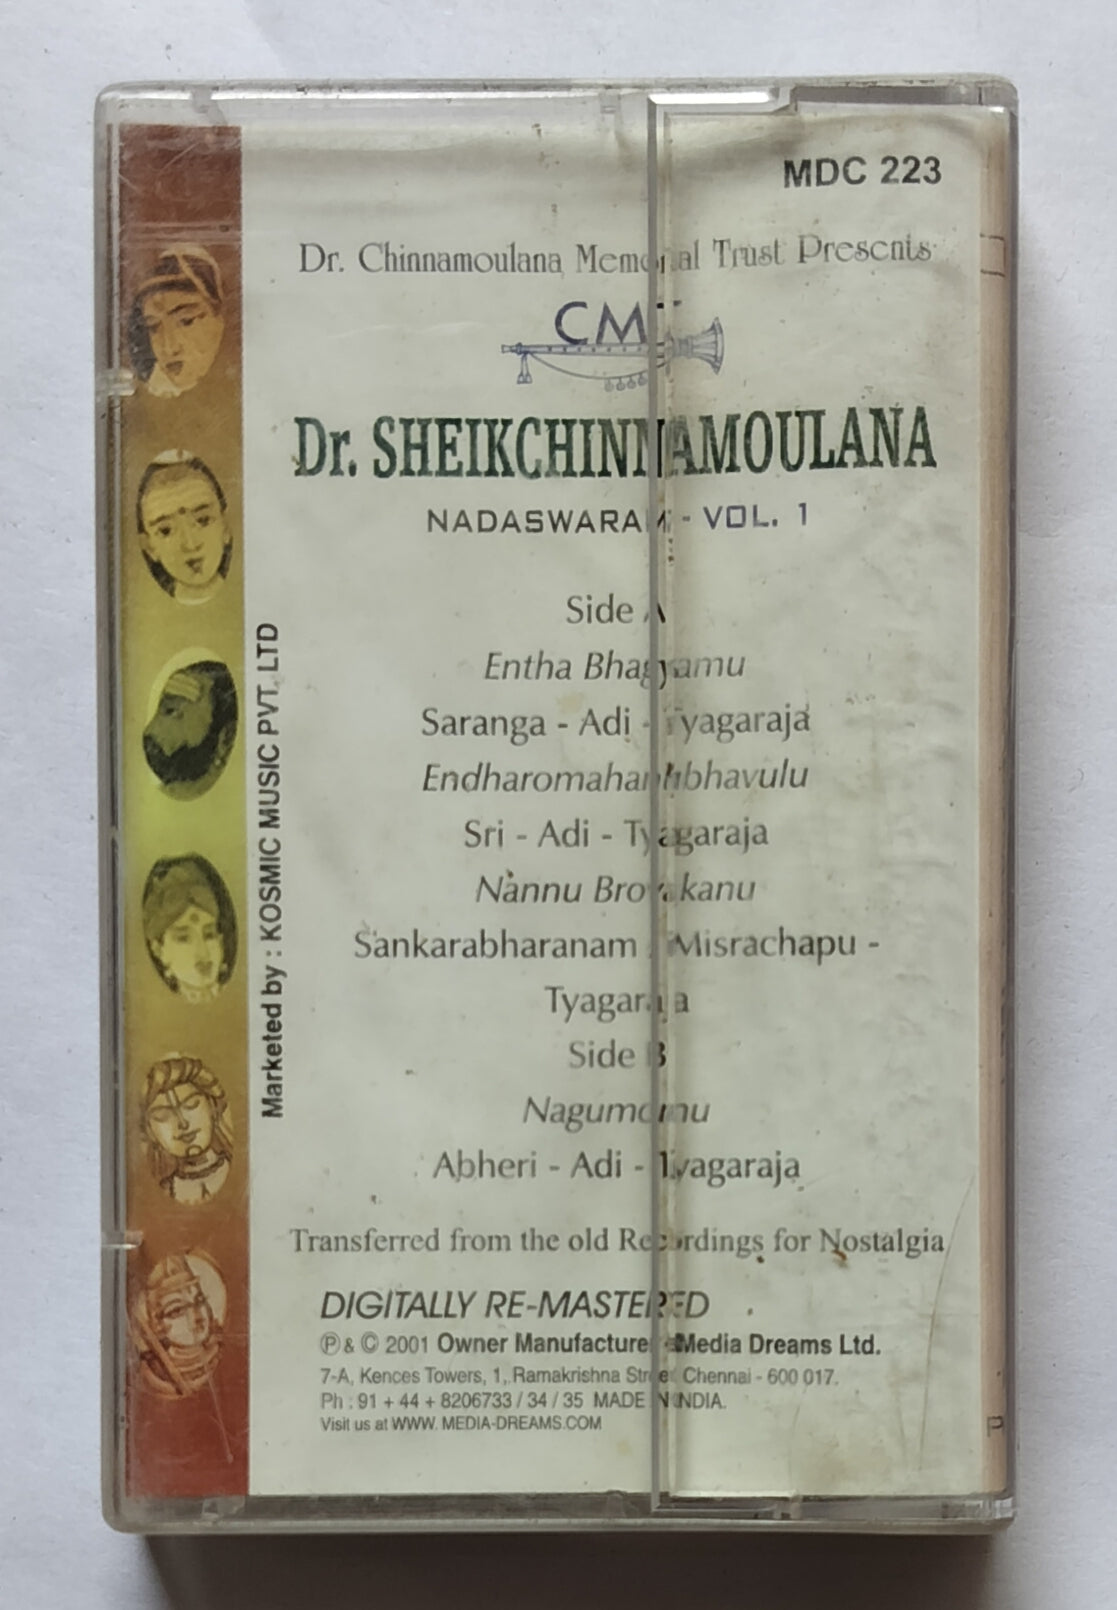 MDC 223
Dr. Chinnamoulana Memorial Trust Presents
CMT
Dr. SHEIKCHINNAMOULANA
NADASWARAM - VOL. 1
Side A
Entha Bhagyamu
Saranga - Adi - Tyagaraja
Sri - Adi - Tyagaraja
Nannu Brovakanu
Sankarabharanam - Misrachapu -
Tyagaraja
Side B
Nagumomu
Abheri - Adi - Tyagaraja
Transferred from the old Recordings for Nostalgia
DIGITALLY RE-MASTERED
Ⓟ & © 2001 Owner Manufacturer Media Dreams Ltd.
7-A, Kences Towers, 1, Ramakrishna Street Chennai - 600 017.
Ph : 91 + 44 + 8206733 / 34 / 35 MADE IN INDIA.
Visit us at WWW. MEDIA-DREAMS.COM
Marketed by : KOSMIC MUSIC PVT. LTD